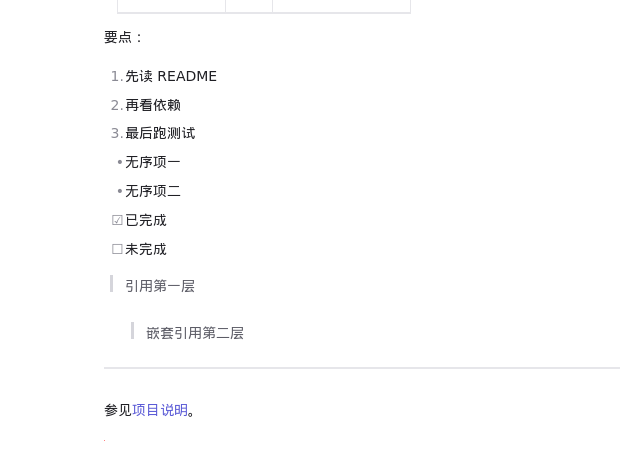 要点：
1. 先读 README
2. 再看依赖
3. 最后跑测试
• 无序项一
• 无序项二
☑ 已完成
☐ 未完成
引用第一层
嵌套引用第二层
参见项目说明。